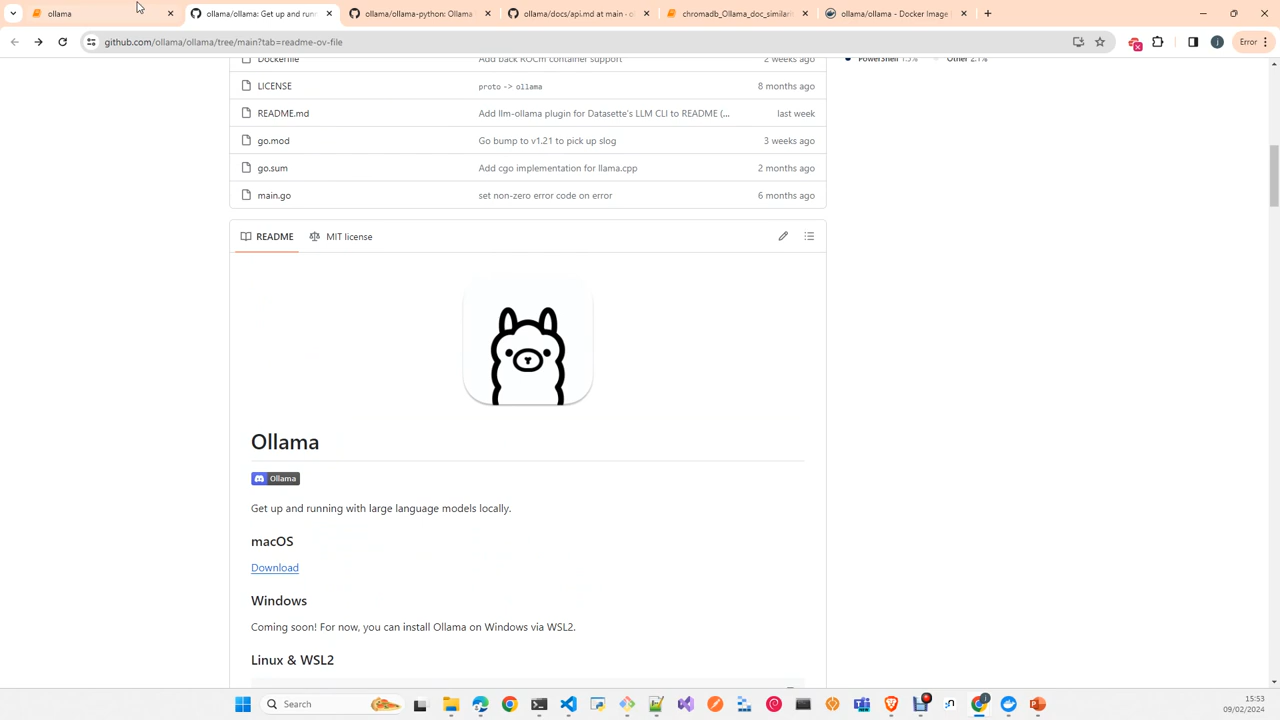 ollama
ollama/ollama: Get up and runn
ollama/ollama-python: Ollama
ollama/docs/api.md at main · o
chromadb_Ollama_doc_similarit
ollama/ollama - Docker Image
github.com/ollama/ollama/tree/main?tab=readme-ov-file
Error
Dockerfile
Add back ROCm container support
2 weeks ago
PowerShell 1.5%
Other 2.1%
LICENSE
proto -> ollama
8 months ago
README.md
Add llm-ollama plugin for Datasette's LLM CLI to README (...
last week
go.mod
Go bump to v1.21 to pick up slog
3 weeks ago
go.sum
Add cgo implementation for llama.cpp
2 months ago
main.go
set non-zero error code on error
6 months ago
README
MIT license
Ollama
Ollama
Get up and running with large language models locally.
macOS
Download
Windows
Coming soon! For now, you can install Ollama on Windows via WSL2.
Linux & WSL2
Search
15:53
09/02/2024